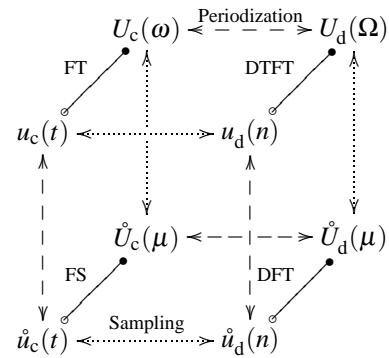 U_c(ω) Periodization U_d(Ω)
FT DTFT
u_c(t) u_d(n)
Ů_c(μ) Ů_d(μ)
FS DFT
ů_c(t) Sampling ů_d(n)